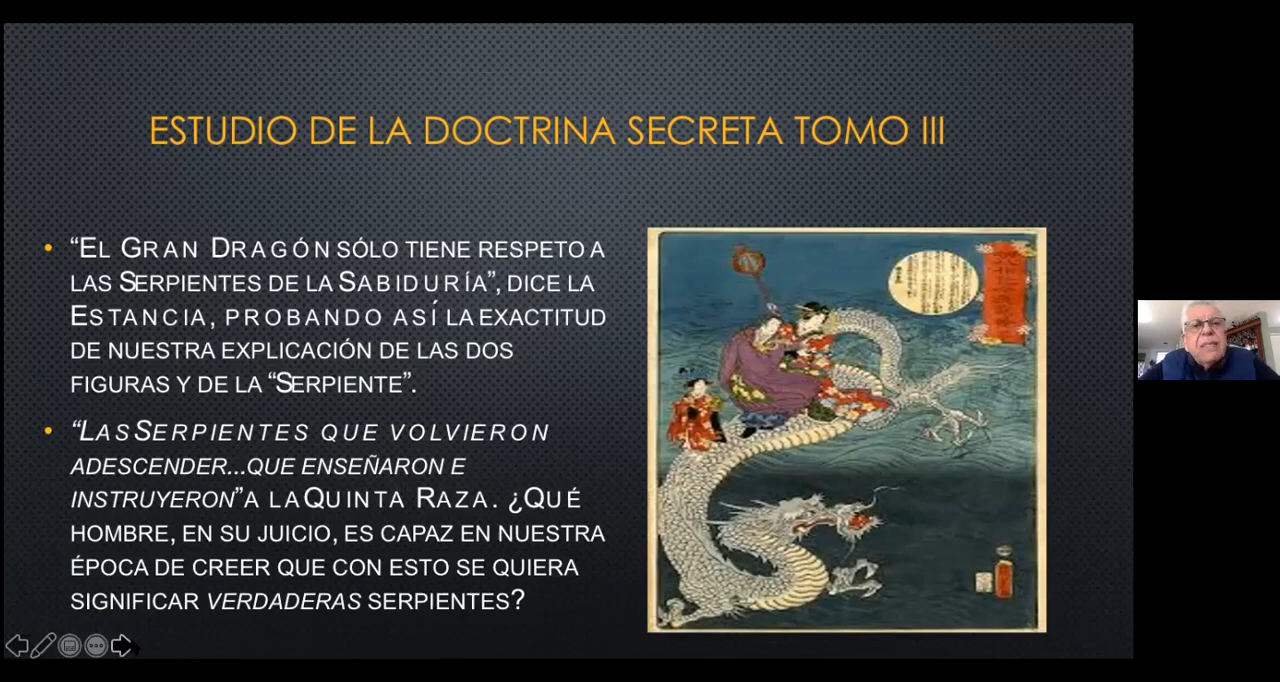 ESTUDIO DE LA DOCTRINA SECRETA TOMO III
• “EL GRAN DRAGÓN SÓLO TIENE RESPETO A
LAS SERPIENTES DE LA SABIDURÍA”, DICE LA
ESTANCIA, PROBANDO ASÍ LA EXACTITUD
DE NUESTRA EXPLICACIÓN DE LAS DOS
FIGURAS Y DE LA “SERPIENTE”.
• “LAS SERPIENTES QUE VOLVIERON
ADESCENDER...QUE ENSEÑARON E
INSTRUYERON”A LA QUINTA RAZA. ¿QUÉ
HOMBRE, EN SU JUICIO, ES CAPAZ EN NUESTRA
ÉPOCA DE CREER QUE CON ESTO SE QUIERA
SIGNIFICAR VERDADERAS SERPIENTES?